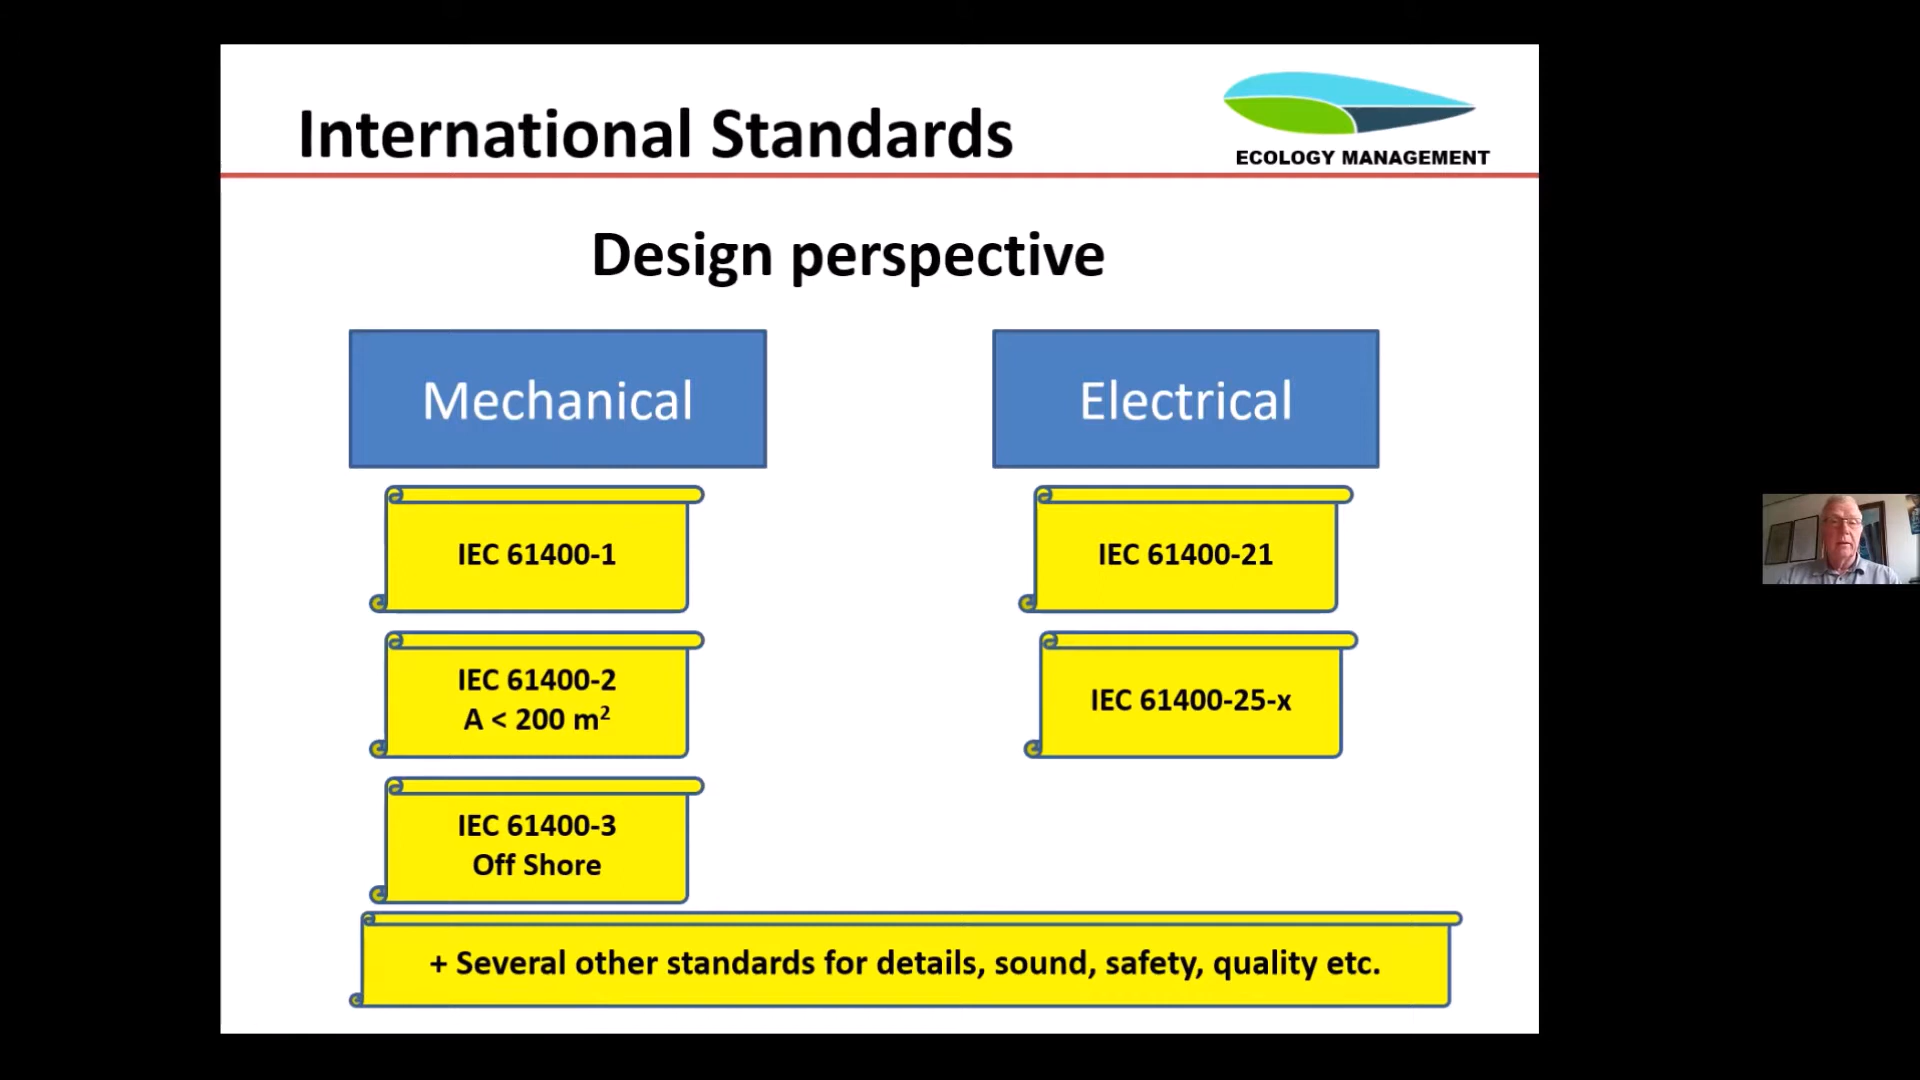 International Standards
ECOLOGY MANAGEMENT
Design perspective
Mechanical
Electrical
IEC 61400-1
IEC 61400-21
IEC 61400-2
A < 200 m²
IEC 61400-25-x
IEC 61400-3
Off Shore
+ Several other standards for details, sound, safety, quality etc.